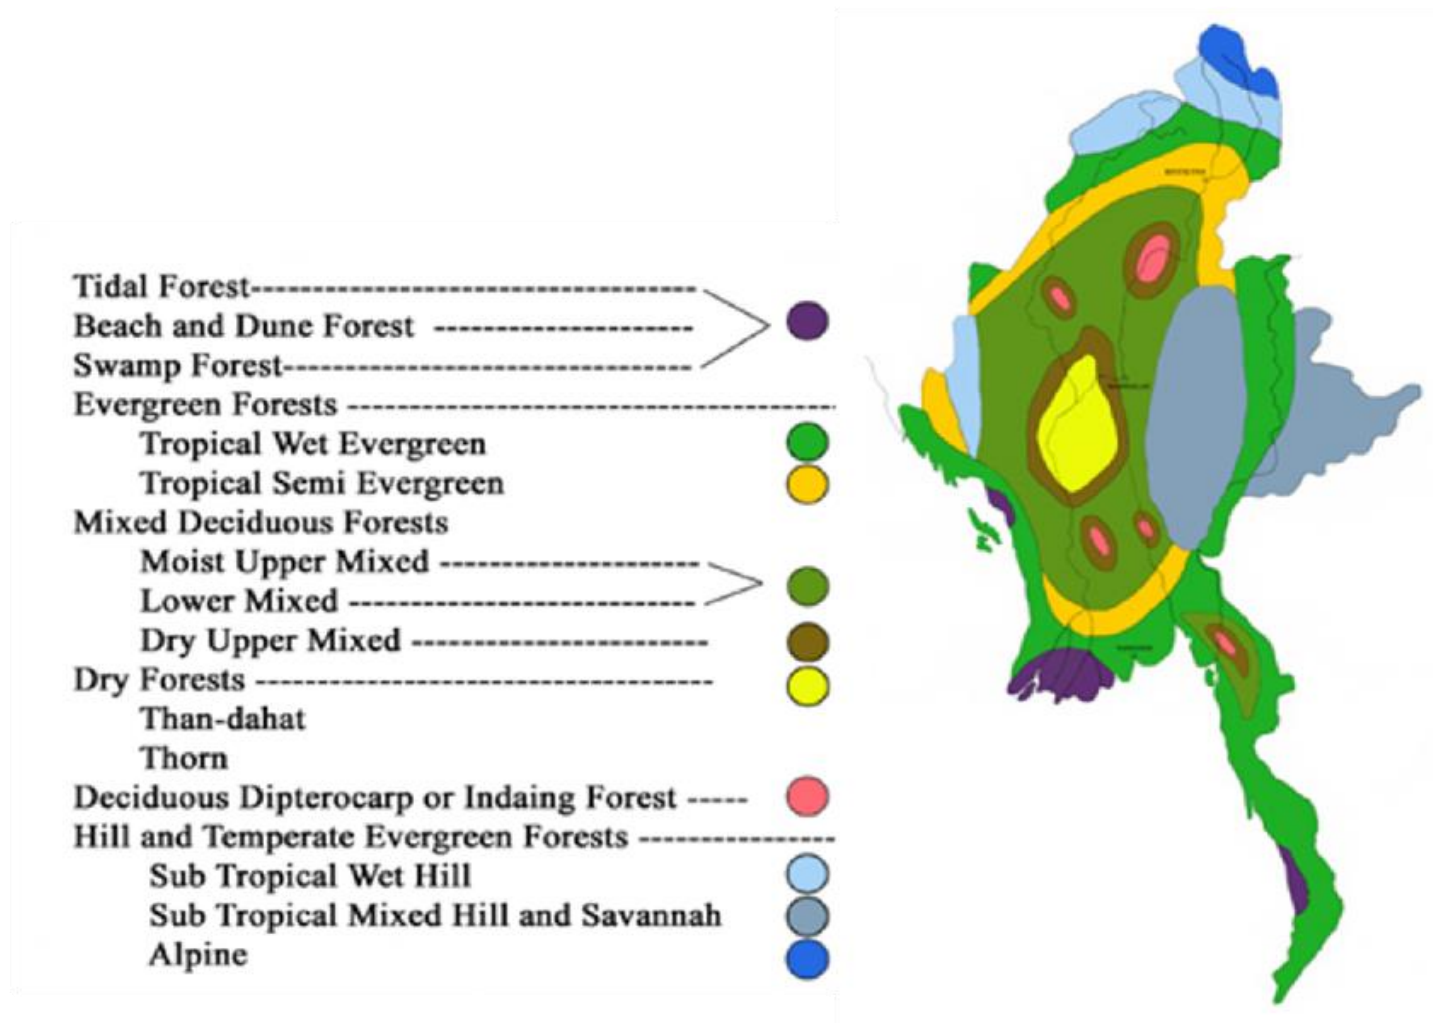 Tidal Forest
Beach and Dune Forest
Swamp Forest
Evergreen Forests
Tropical Wet Evergreen
Tropical Semi Evergreen
Mixed Deciduous Forests
Moist Upper Mixed
Lower Mixed
Dry Upper Mixed
Dry Forests
Than-dahat
Thorn
Deciduous Dipterocarp or Indaing Forest
Hill and Temperate Evergreen Forests
Sub Tropical Wet Hill
Sub Tropical Mixed Hill and Savannah
Alpine